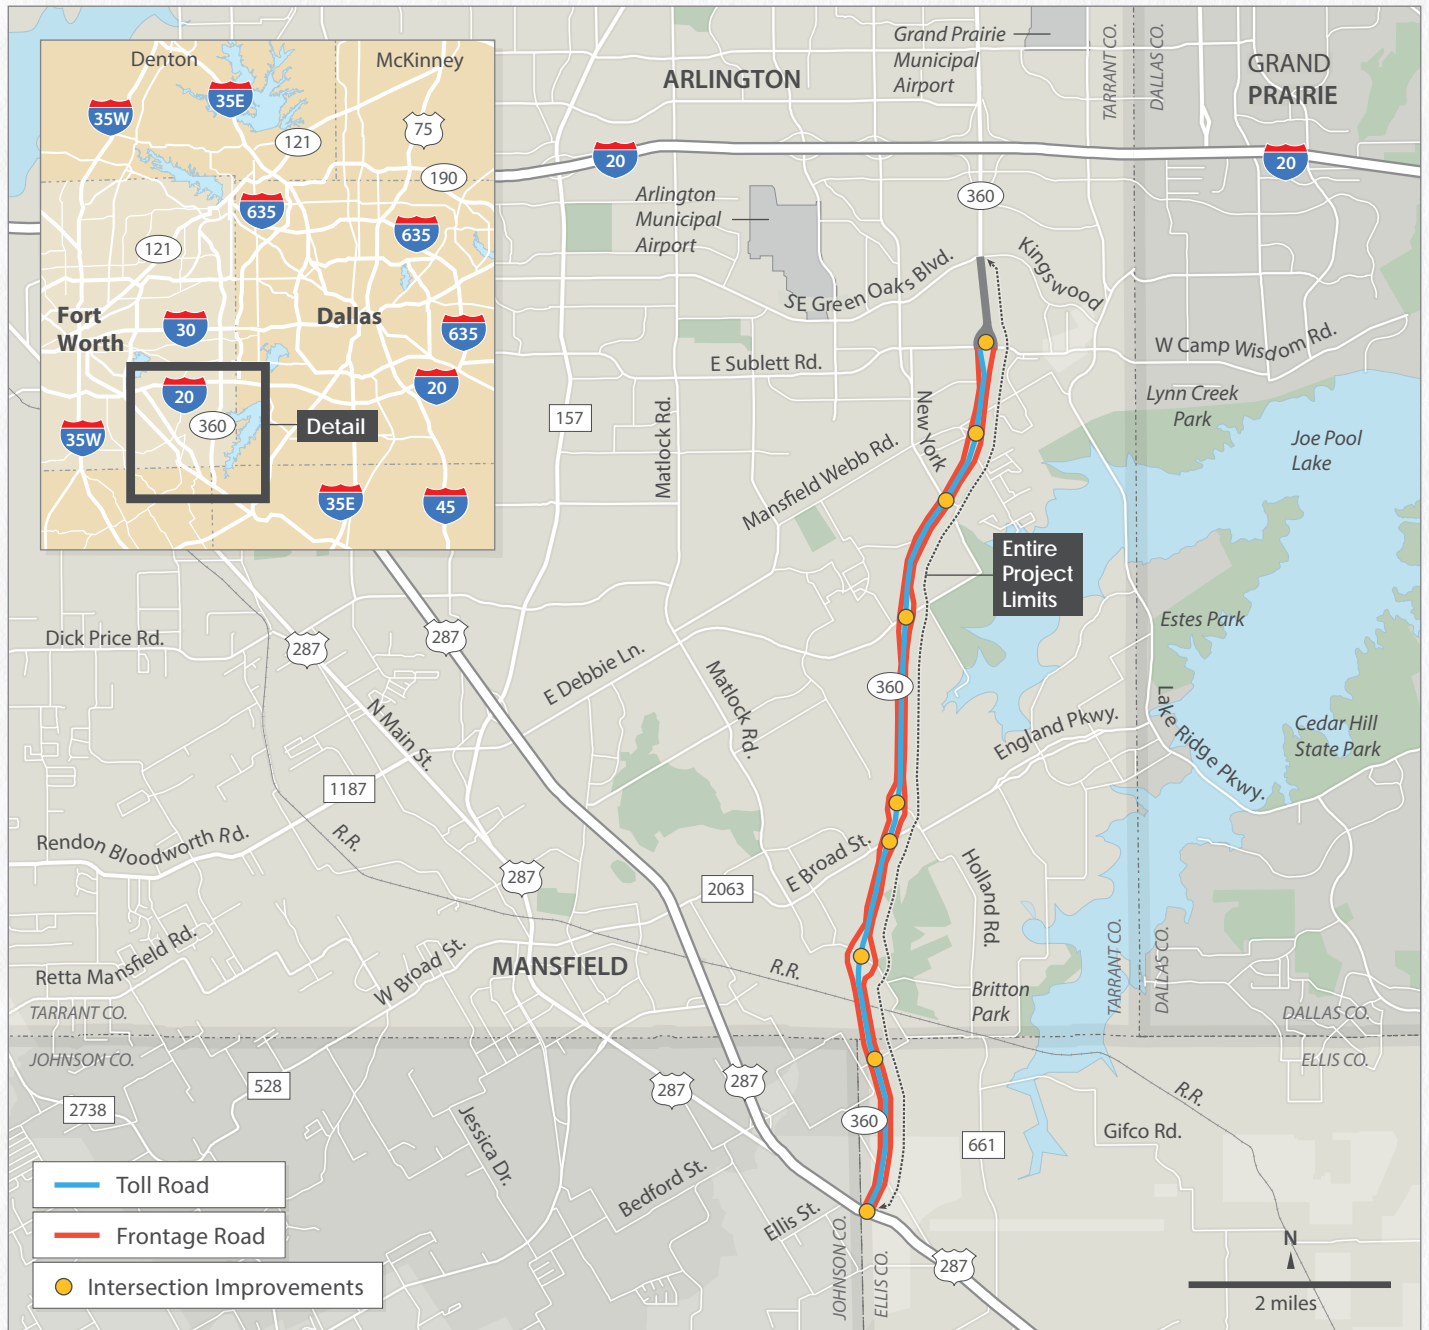 Denton
McKinney
35E
35W
75
121
190
635
635
121
Fort
Worth
30
Dallas
635
20
20
35W
360
Detail
35E
45
ARLINGTON
Grand Prairie
Municipal
Airport
TARRANT CO.
DALLAS CO.
GRAND
PRAIRIE
20
20
Arlington
Municipal
Airport
360
SE Green Oaks Blvd.
Kingswood
E Sublett Rd.
W Camp Wisdom Rd.
157
Matlock Rd.
New York
Lynn Creek
Park
Joe Pool
Lake
Mansfield Webb Rd.
Entire
Project
Limits
Dick Price Rd.
287
287
Estes Park
E Debbie Ln.
Matlock Rd.
360
N Main St.
England Pkwy.
Lake Ridge Pkwy.
Cedar Hill
State Park
1187
Rendon Bloodworth Rd.
R.R.
287
2063
E Broad St.
Holland Rd.
Retta Mansfield Rd.
W Broad St.
MANSFIELD
R.R.
Britton
Park
TARRANT CO.
DALLAS CO.
TARRANT CO.
DALLAS CO.
JOHNSON CO.
ELLIS CO.
528
2738
287
287
R.R.
Jessica Dr.
360
661
Gifco Rd.
Bedford St.
Ellis St.
JOHNSON CO.
ELLIS CO.
287
Toll Road
Frontage Road
Intersection Improvements
N
2 miles